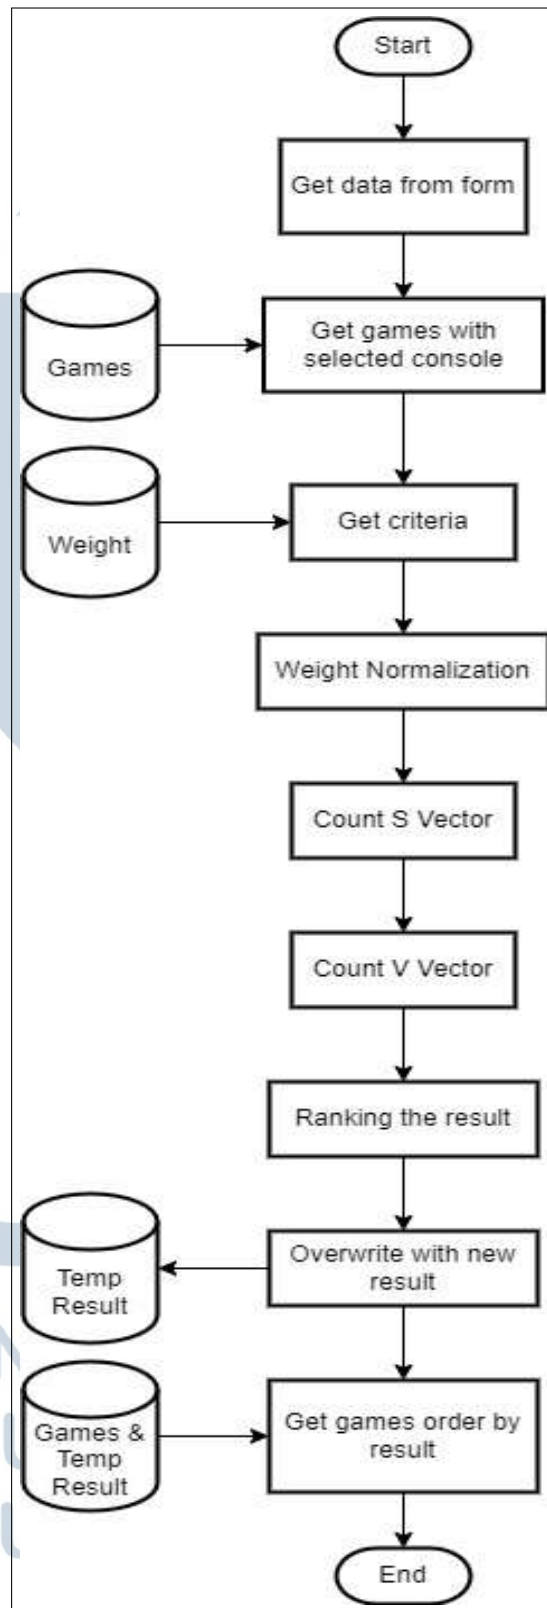 Start
Get data from form
Games
Get games with
selected console
Weight
Get criteria
Weight Normalization
Count S Vector
Count V Vector
Ranking the result
Temp
Result
Overwrite with new
result
Games &
Temp
Result
Get games order by
result
End